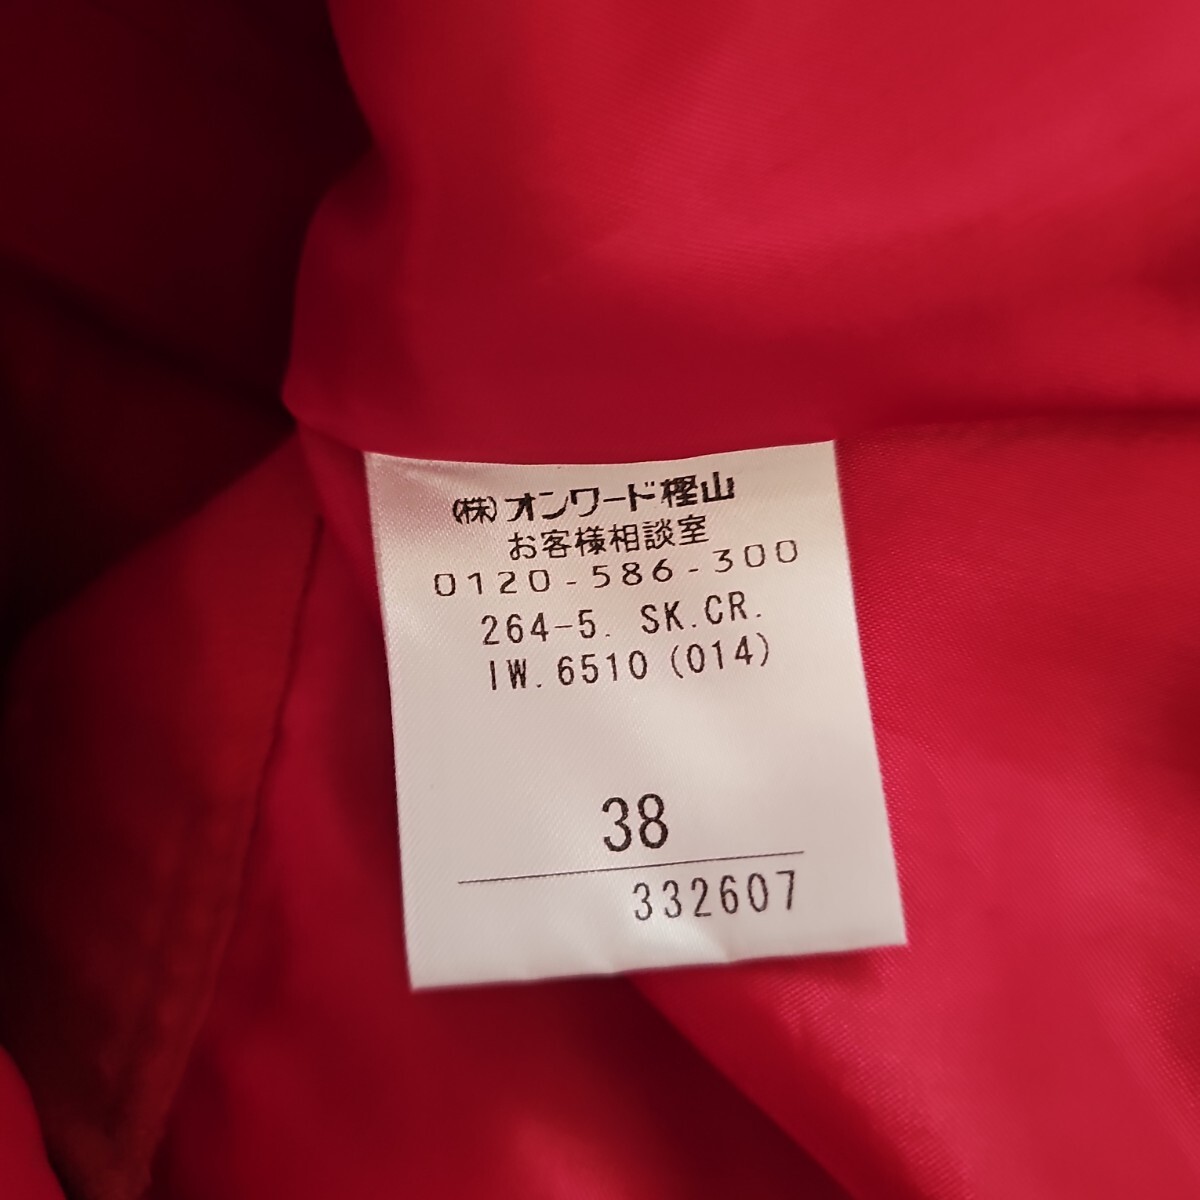 (株)オンワード樫山
お客様相談室
0120-586-300
264-5. SK.CR.
IW.6510(014)
38
332607